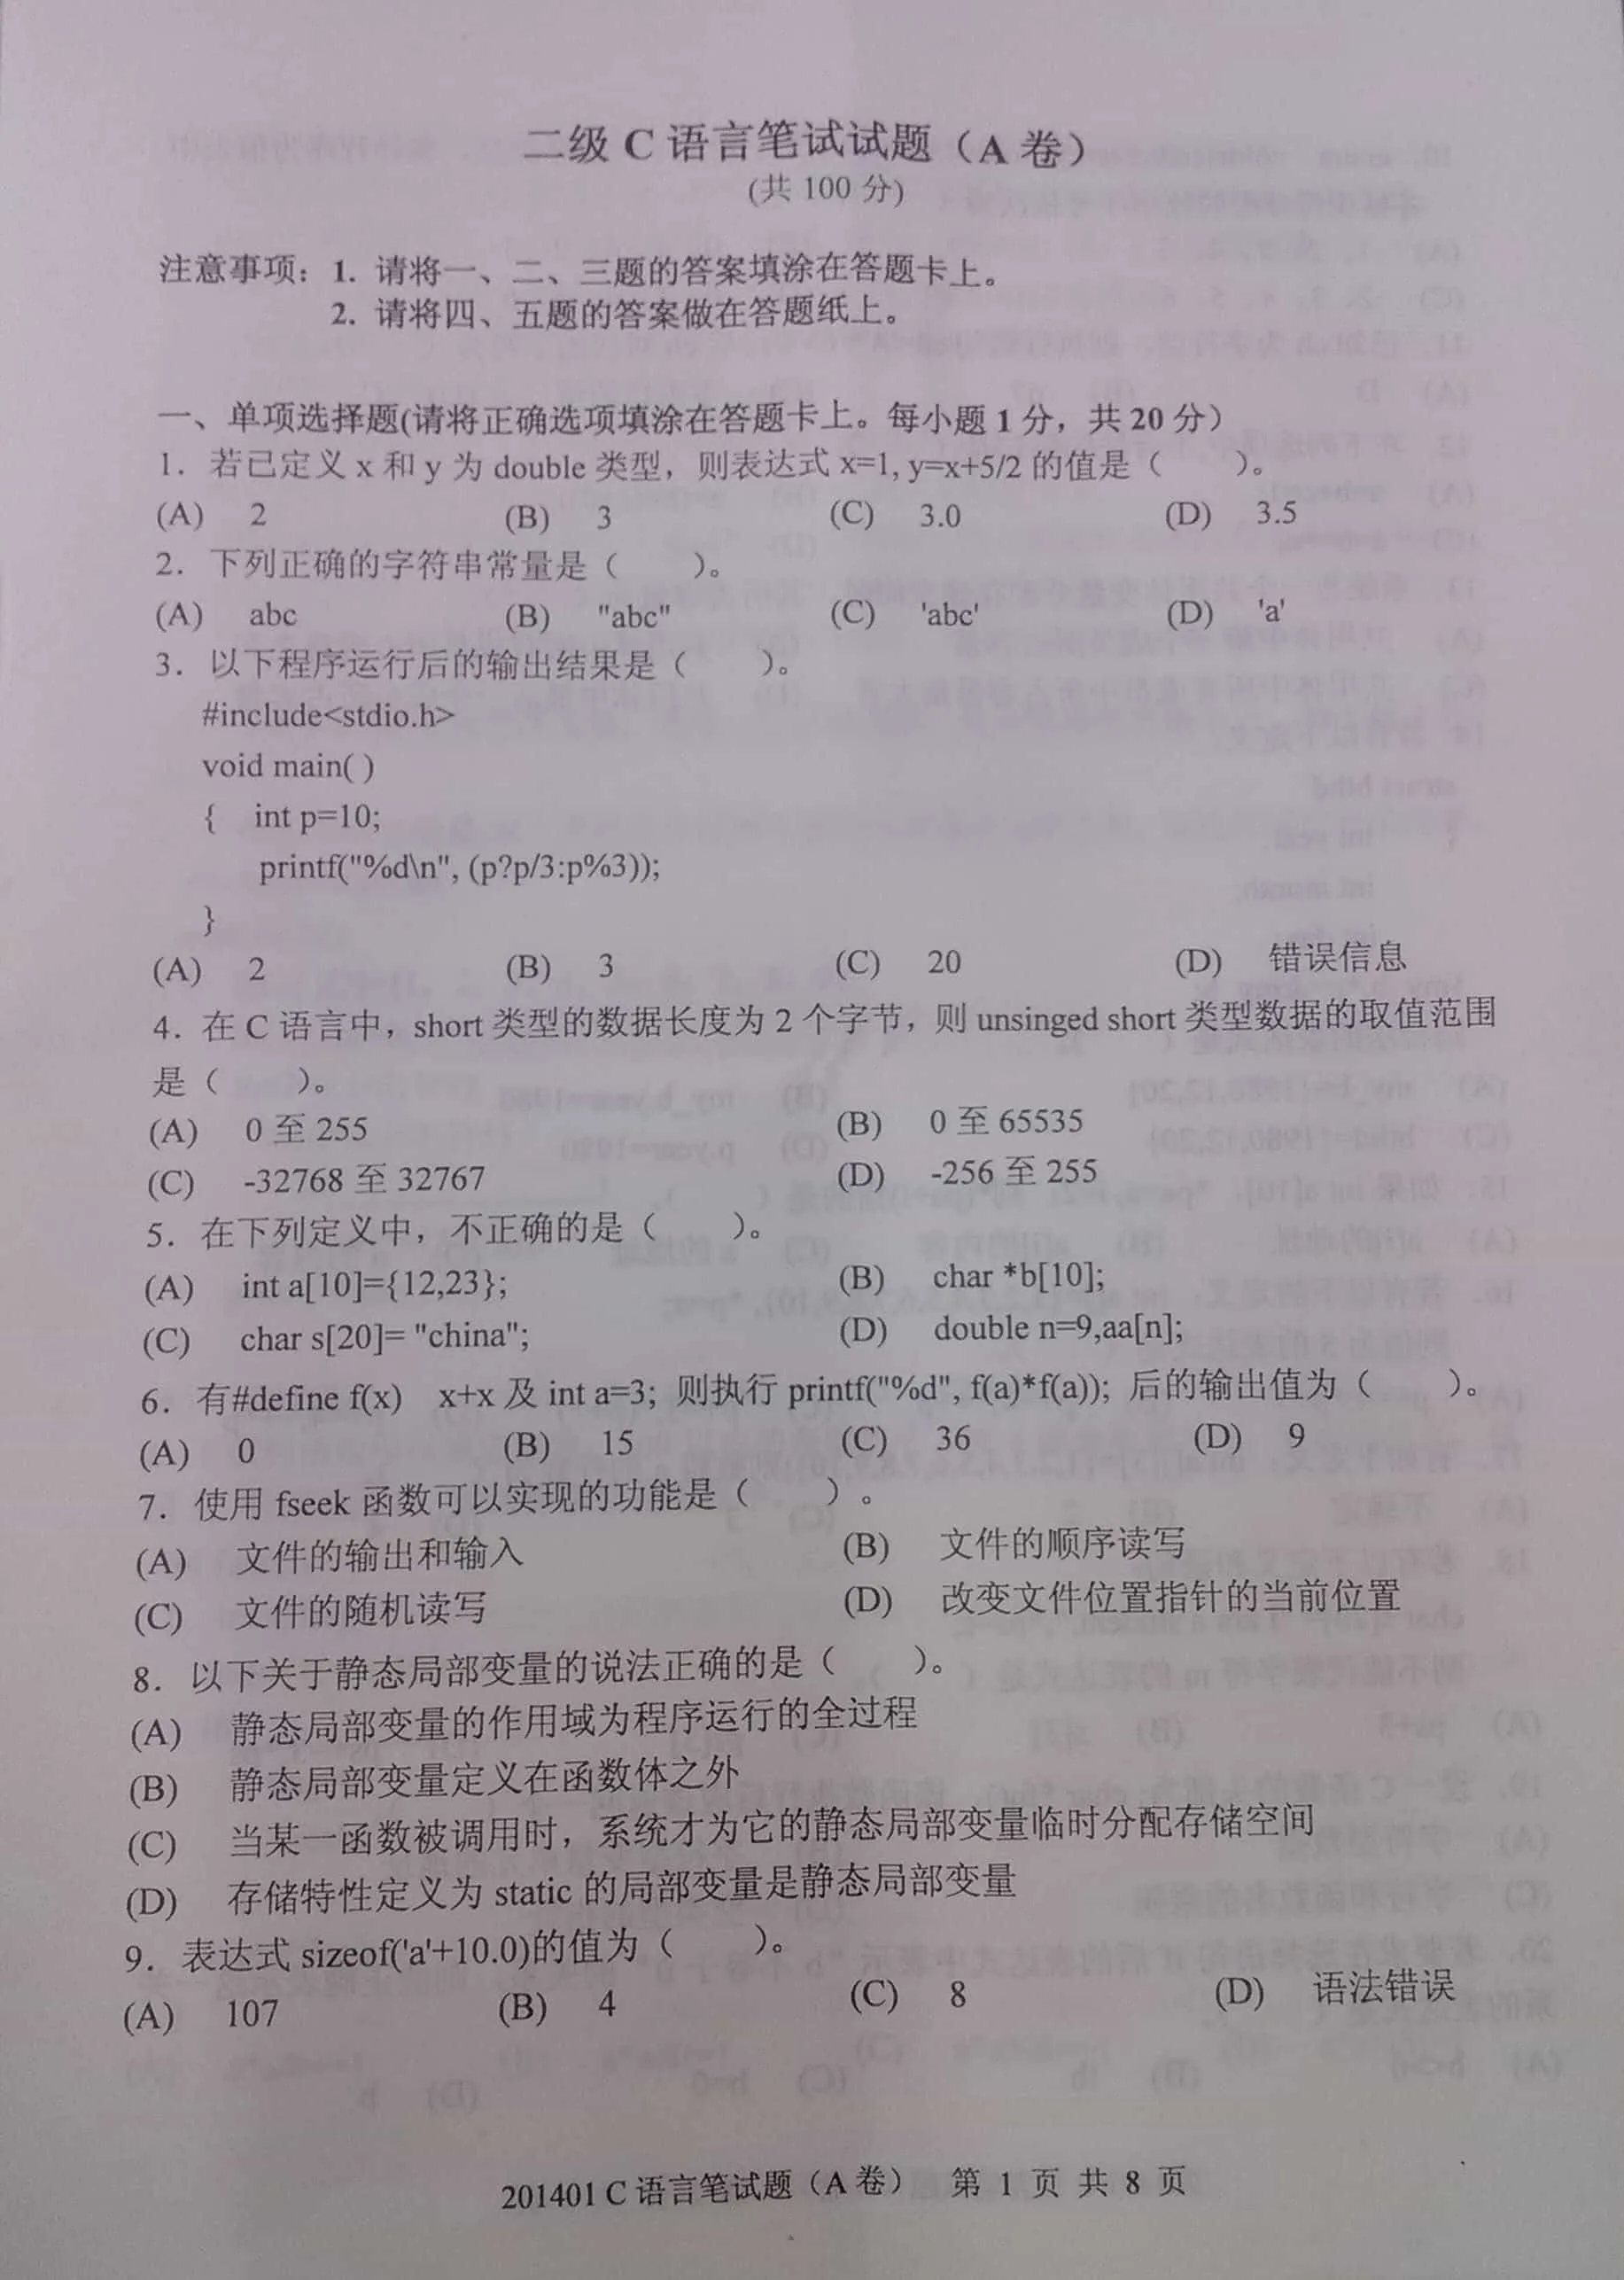 二级 C 语言笔试试题（A 卷）
(共 100 分)
注意事项：1. 请将一、二、三题的答案填涂在答题卡上。
2. 请将四、五题的答案做在答题纸上。
一、单项选择题(请将正确选项填涂在答题卡上。每小题 1 分，共 20 分）
1．若已定义 x 和 y 为 double 类型，则表达式 x=1, y=x+5/2 的值是（　　）。
(A) 2 (B) 3 (C) 3.0 (D) 3.5
2．下列正确的字符串常量是（　　）。
(A) abc (B) "abc" (C) 'abc' (D) 'a'
3．以下程序运行后的输出结果是（　　）。
#include<stdio.h>
void main( )
{ int p=10;
printf("%d\n", (p?p/3:p%3));
}
(A) 2 (B) 3 (C) 20 (D) 错误信息
4．在 C 语言中，short 类型的数据长度为 2 个字节，则 unsinged short 类型数据的取值范围
是（　　）。
(A) 0 至 255 (B) 0 至 65535
(C) -32768 至 32767 (D) -256 至 255
5．在下列定义中，不正确的是（　　）。
(A) int a[10]={12,23}; (B) char *b[10];
(C) char s[20]= "china"; (D) double n=9,aa[n];
6．有#define f(x) x+x 及 int a=3; 则执行 printf("%d", f(a)*f(a)); 后的输出值为（　　）。
(A) 0 (B) 15 (C) 36 (D) 9
7．使用 fseek 函数可以实现的功能是（　　）。
(A) 文件的输出和输入 (B) 文件的顺序读写
(C) 文件的随机读写 (D) 改变文件位置指针的当前位置
8．以下关于静态局部变量的说法正确的是（　　）。
(A) 静态局部变量的作用域为程序运行的全过程
(B) 静态局部变量定义在函数体之外
(C) 当某一函数被调用时，系统才为它的静态局部变量临时分配存储空间
(D) 存储特性定义为 static 的局部变量是静态局部变量
9．表达式 sizeof('a'+10.0)的值为（　　）。
(A) 107 (B) 4 (C) 8 (D) 语法错误
201401 C 语言笔试题（A 卷） 第 1 页 共 8 页